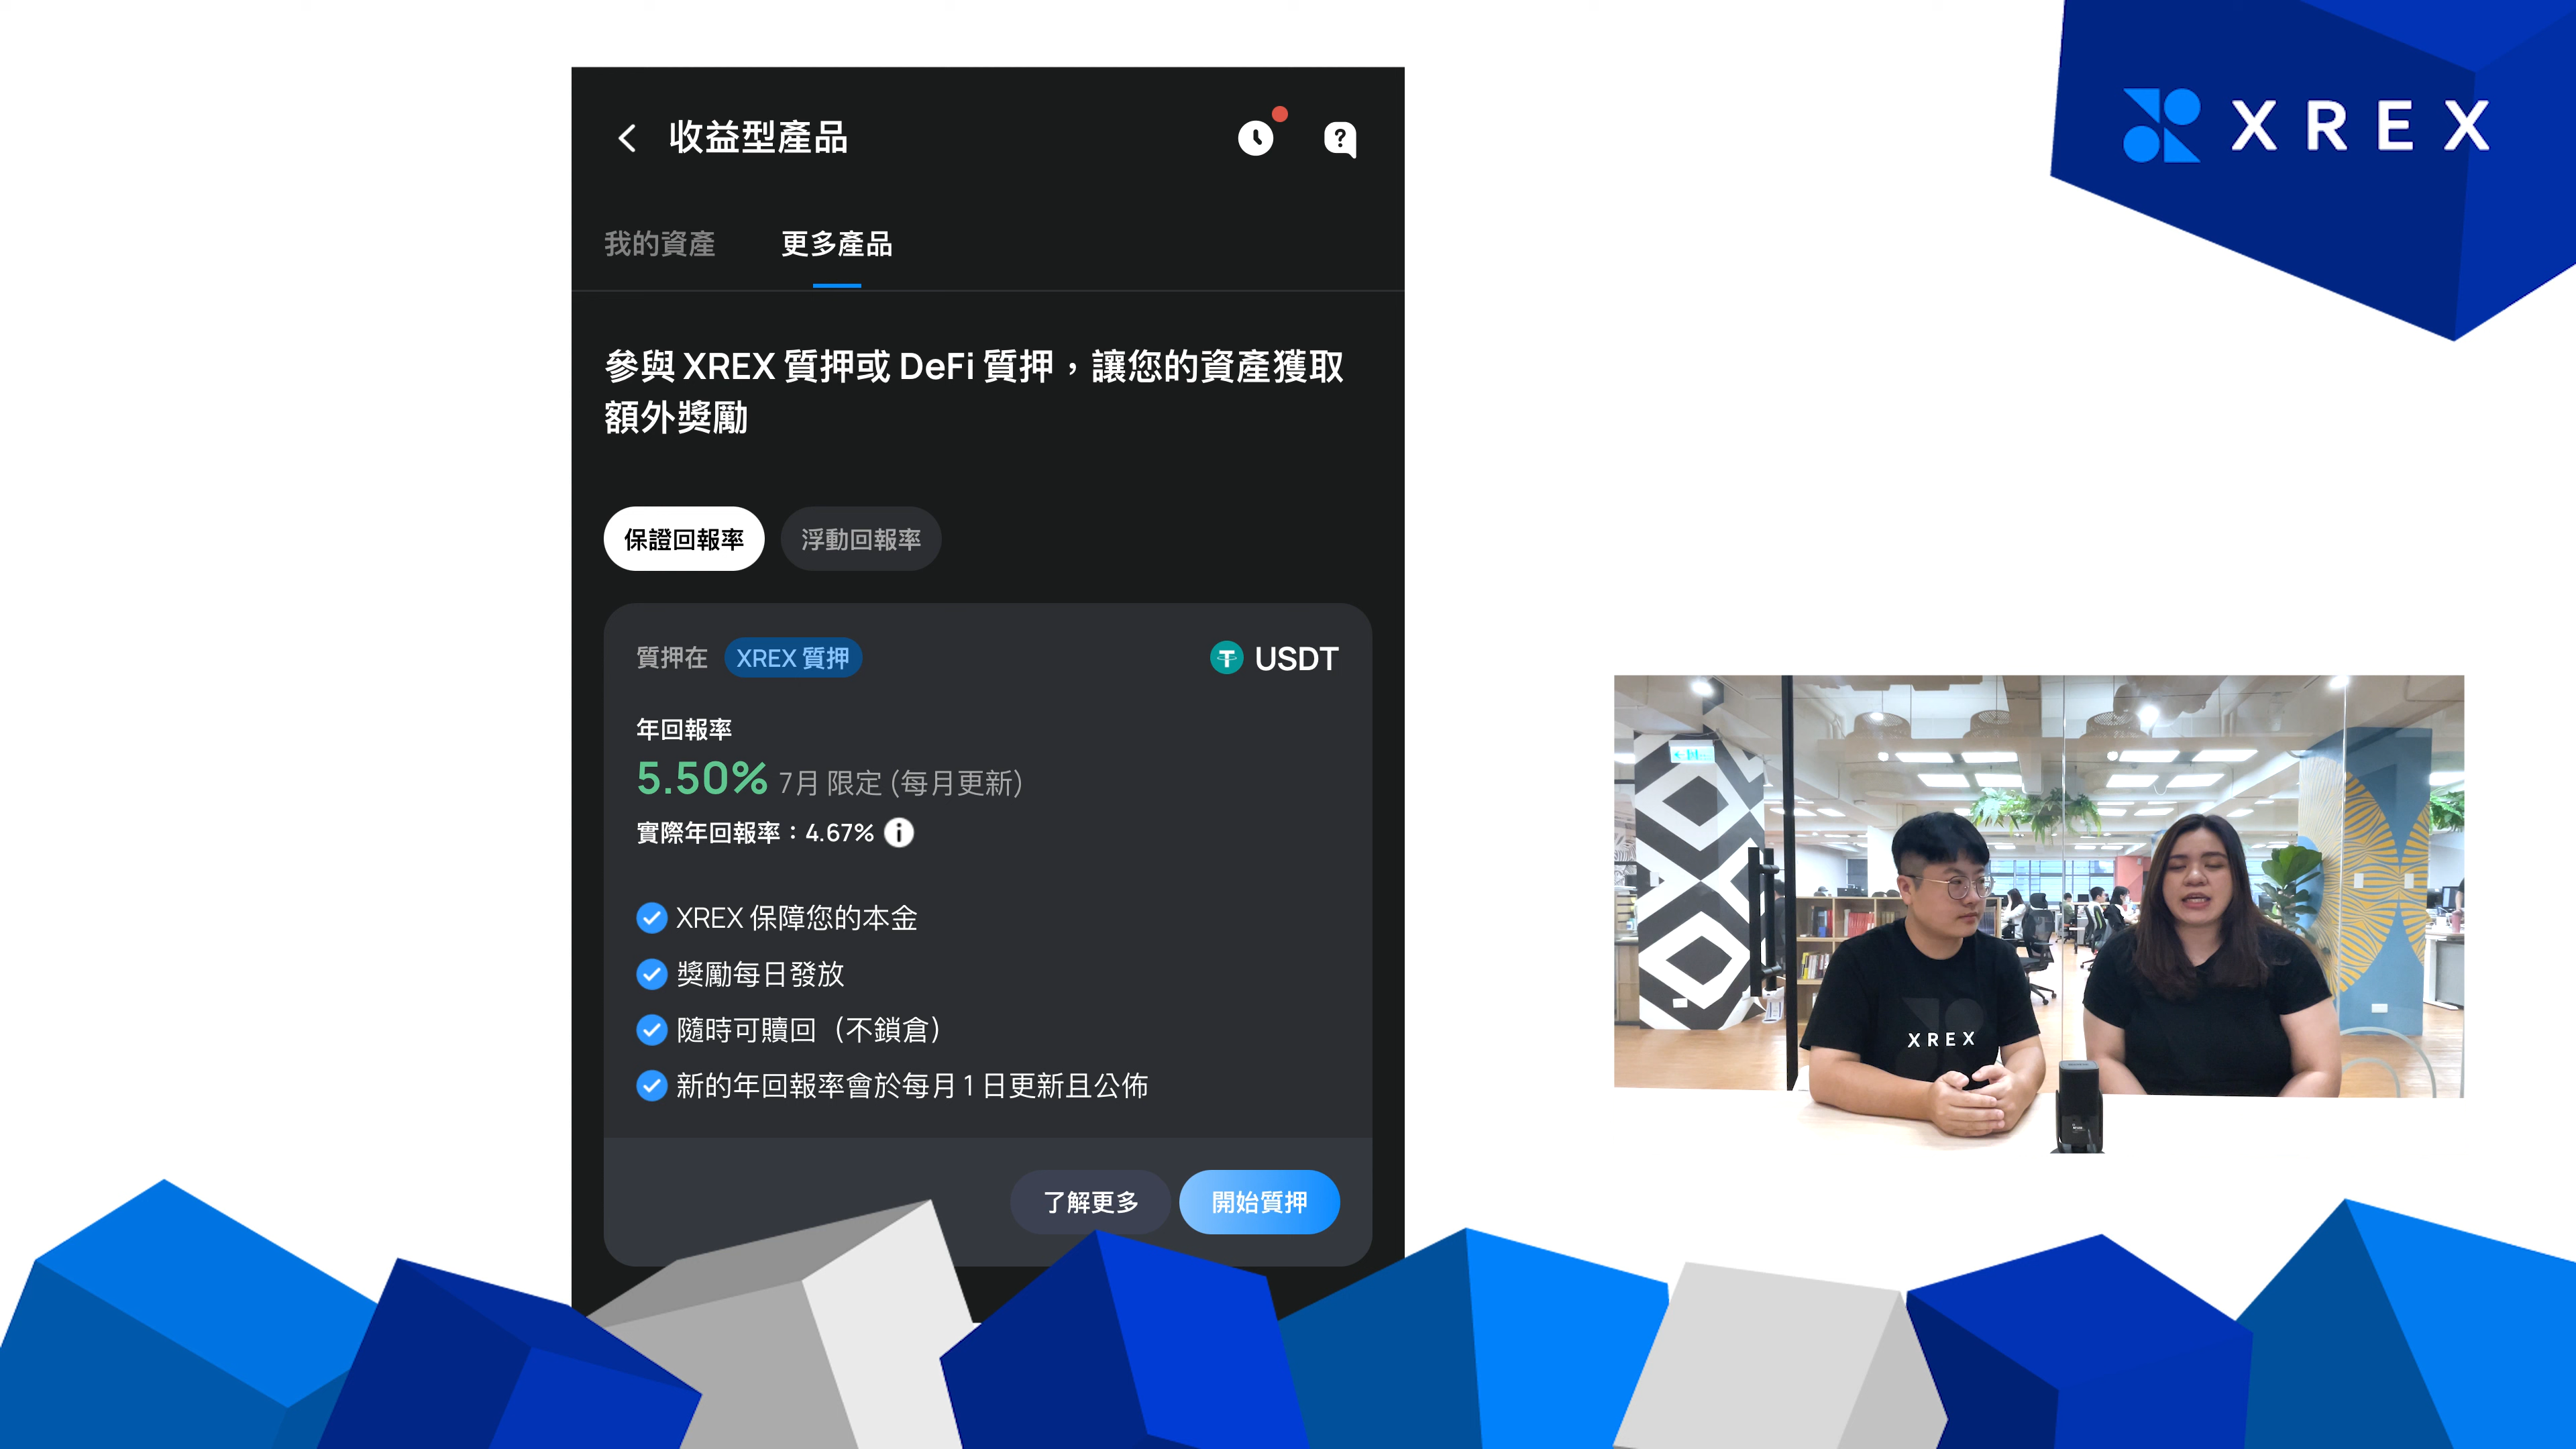 XREX
收益型產品
我的資產
更多產品
參與 XREX 質押或 DeFi 質押，讓您的資產獲取
額外獎勵
保證回報率
浮動回報率
質押在
XREX 質押
USDT
年回報率
5.50% 7月 限定 (每月更新)
實際年回報率：4.67%
XREX 保障您的本金
獎勵每日發放
隨時可贖回（不鎖倉）
新的年回報率會於每月 1 日更新且公佈
了解更多
開始質押
XREX